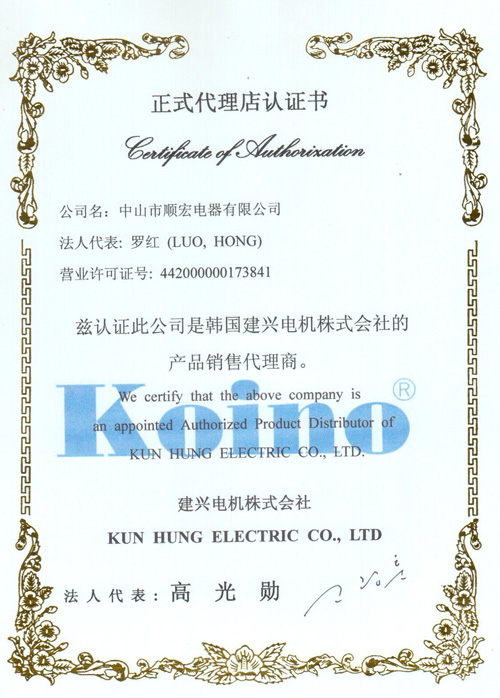 正式代理店认证书
Certificate of Authorization
公司名：中山市顺宏电器有限公司
法人代表: 罗红 (LUO, HONG)
营业许可证号: 442000000173841
兹认证此公司是韩国建兴电机株式会社的
产品销售代理商。
Koino®
We certify that the above company is
an appointed Authorized Product Distributor of
KUN HUNG ELECTRIC CO., LTD.
建兴电机株式会社
KUN HUNG ELECTRIC CO., LTD
法人代表: 高光勋